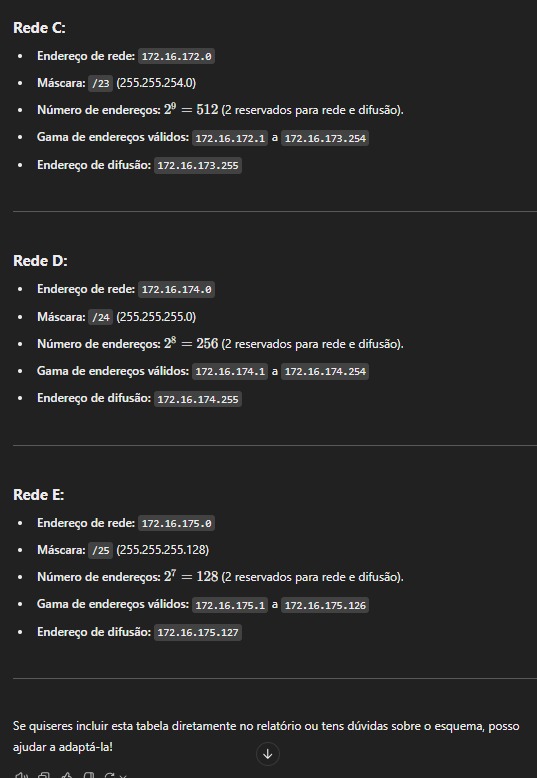 Rede C:
• Endereço de rede: 172.16.172.0
• Máscara: /23 (255.255.254.0)
• Número de endereços: 2⁹ = 512 (2 reservados para rede e difusão).
• Gama de endereços válidos: 172.16.172.1 a 172.16.173.254
• Endereço de difusão: 172.16.173.255
Rede D:
• Endereço de rede: 172.16.174.0
• Máscara: /24 (255.255.255.0)
• Número de endereços: 2⁸ = 256 (2 reservados para rede e difusão).
• Gama de endereços válidos: 172.16.174.1 a 172.16.174.254
• Endereço de difusão: 172.16.174.255
Rede E:
• Endereço de rede: 172.16.175.0
• Máscara: /25 (255.255.255.128)
• Número de endereços: 2⁷ = 128 (2 reservados para rede e difusão).
• Gama de endereços válidos: 172.16.175.1 a 172.16.175.126
• Endereço de difusão: 172.16.175.127
Se quiseres incluir esta tabela diretamente no relatório ou tens dúvidas sobre o esquema, posso
ajudar a adaptá-la!